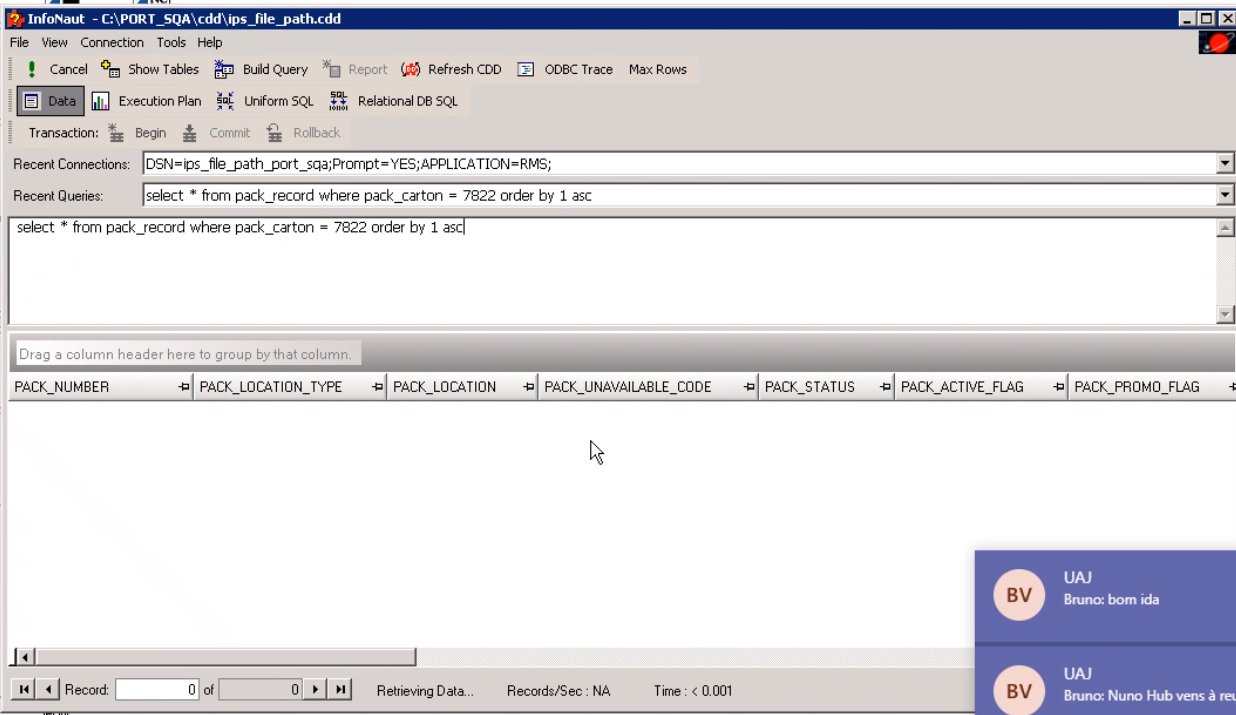 InfoNaut - C:\PORT_SQA\cdd\ips_file_path.cdd
File View Connection Tools Help
Cancel Show Tables Build Query Report Refresh CDD ODBC Trace Max Rows
Data Execution Plan Uniform SQL Relational DB SQL
Transaction: Begin Commit Rollback
Recent Connections: DSN=ips_file_path_port_sqa;Prompt=YES;APPLICATION=RMS;
Recent Queries: select * from pack_record where pack_carton = 7822 order by 1 asc
select * from pack_record where pack_carton = 7822 order by 1 asc
Drag a column header here to group by that column.
PACK_NUMBER PACK_LOCATION_TYPE PACK_LOCATION PACK_UNAVAILABLE_CODE PACK_STATUS PACK_ACTIVE_FLAG PACK_PROMO_FLAG
BV
UAJ
Bruno: bom ida
BV
UAJ
Bruno: Nuno Hub vens à reu
Record: 0 of 0 Retrieving Data... Records/Sec : NA Time : < 0.001